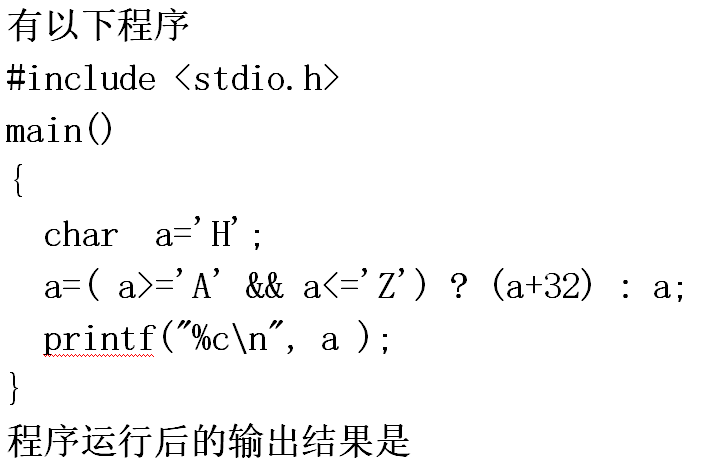 有以下程序
#include <stdio.h>
main()
{
char  a='H';
a=( a>='A' && a<='Z') ? (a+32) : a;
printf("%c\n", a );
}
程序运行后的输出结果是